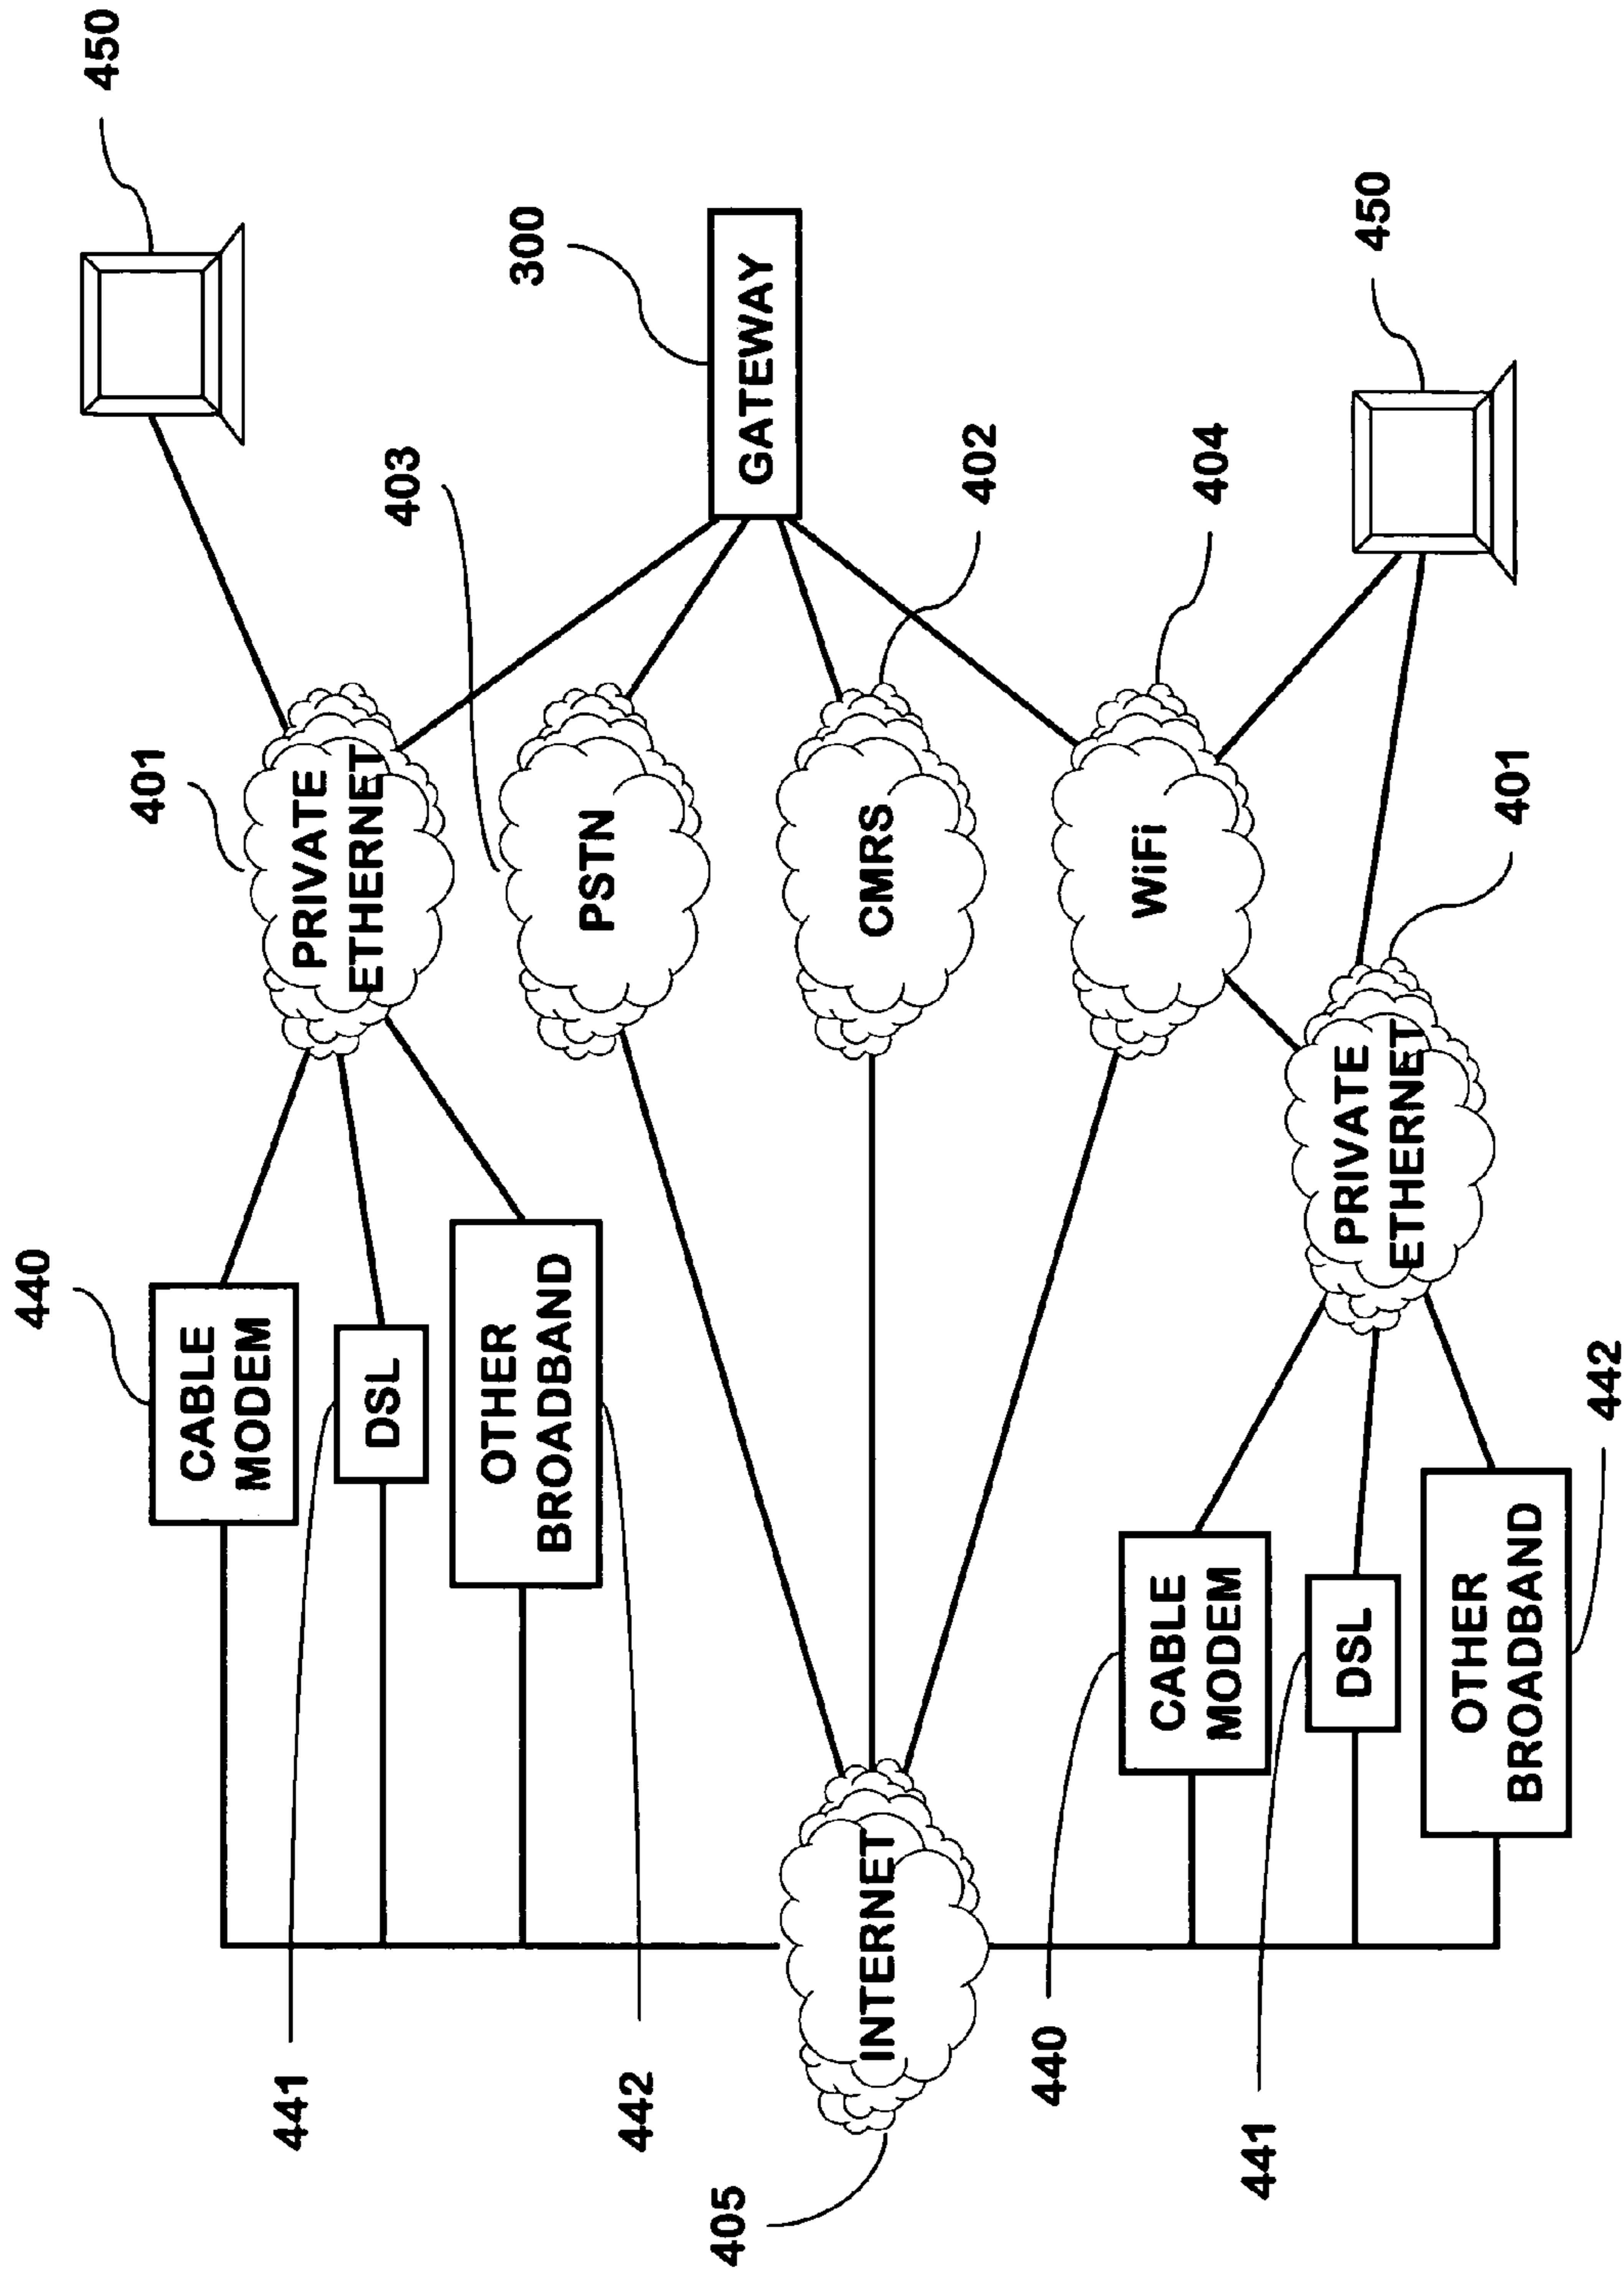 450
300
GATEWAY
450
403
402
404
401
PRIVATE
ETHERNET
PSTN
CMRS
WiFi
401
PRIVATE
ETHERNET
440
CABLE
MODEM
DSL
OTHER
BROADBAND
442
CABLE
MODEM
DSL
OTHER
BROADBAND
INTERNET
441
442
440
441
405